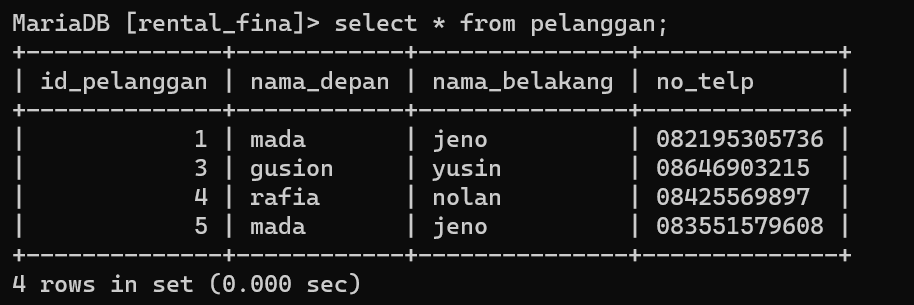 MariaDB [rental_fina]> select * from pelanggan;
+--------------+------------+---------------+--------------+
| id_pelanggan | nama_depan | nama_belakang | no_telp      |
+--------------+------------+---------------+--------------+
|            1 | mada       | jeno          | 082195305736 |
|            3 | gusion     | yusin         | 08646903215  |
|            4 | rafia      | nolan         | 08425569897  |
|            5 | mada       | jeno          | 083551579608 |
+--------------+------------+---------------+--------------+
4 rows in set (0.000 sec)